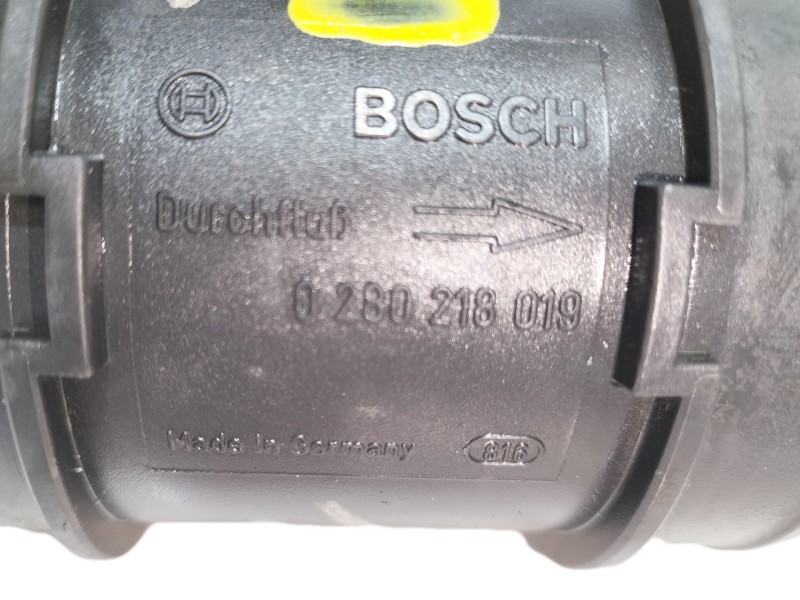 BOSCH
Durchfluß
0 280 218 019
Made in Germany 816